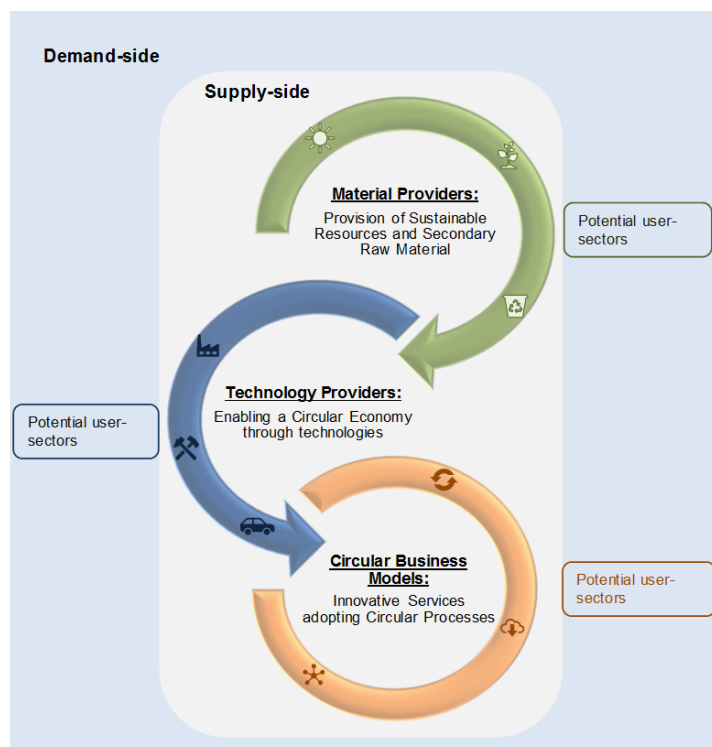 Demand-side
Supply-side
Material Providers:
Provision of Sustainable
Resources and Secondary
Raw Material
Potential user-
sectors
Technology Providers:
Enabling a Circular Economy
through technologies
Potential user-
sectors
Circular Business
Models:
Innovative Services
adopting Circular Processes
Potential user-
sectors